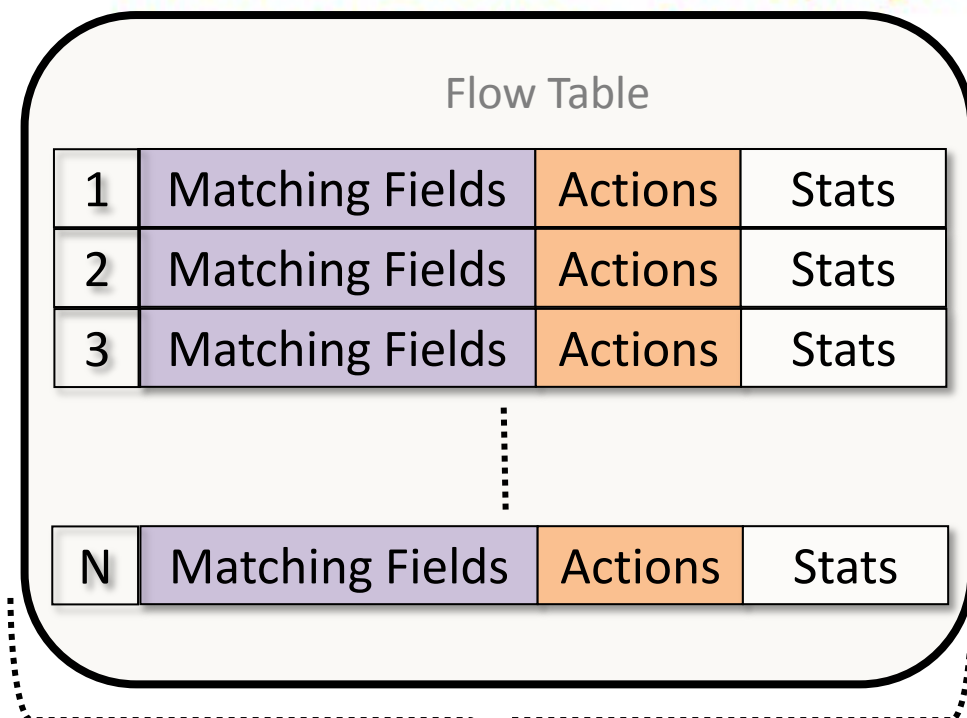 Flow Table
1 Matching Fields Actions Stats
2 Matching Fields Actions Stats
3 Matching Fields Actions Stats
N Matching Fields Actions Stats